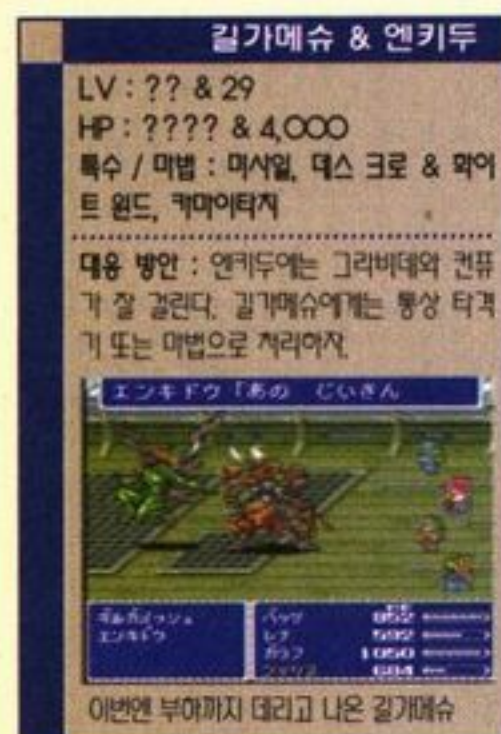 길가메슈 & 엔키두
LV : ?? & 29
HP : ???? & 4,000
특수 / 마법 : 미사일, 데스 크로 & 화이
트 윈드, 카마이타치
대응 방안 : 엔키두에는 그라비데와 컨퓨
가 잘 걸린다. 길가메슈에게는 통상 타격
기 또는 마법으로 처리하자.
エンキドウ「あの じいさん
ギルガメッシュ
エンキドウ
バッツ 852
レナ 592
ガラフ 1050
684
이번엔 부하까지 데리고 나온 길가메슈